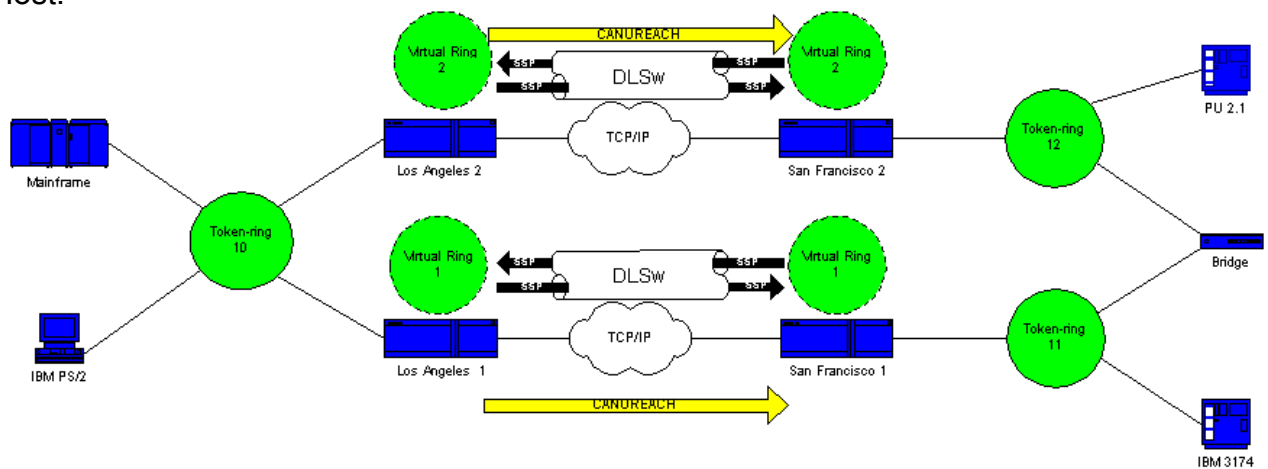 lost.
CANUREACH
Virtual Ring
2
SSP
SSP
DLSw
SSP
SSP
Virtual Ring
2
PU 2.1
Mainframe
Los Angeles 2
TCP/IP
San Francisco 2
Token-ring
12
Token-ring
10
Virtual Ring
1
SSP
SSP
DLSw
SSP
SSP
Virtual Ring
1
Bridge
IBM PS/2
Los Angeles 1
TCP/IP
San Francisco 1
Token-ring
11
CANUREACH
IBM 3174